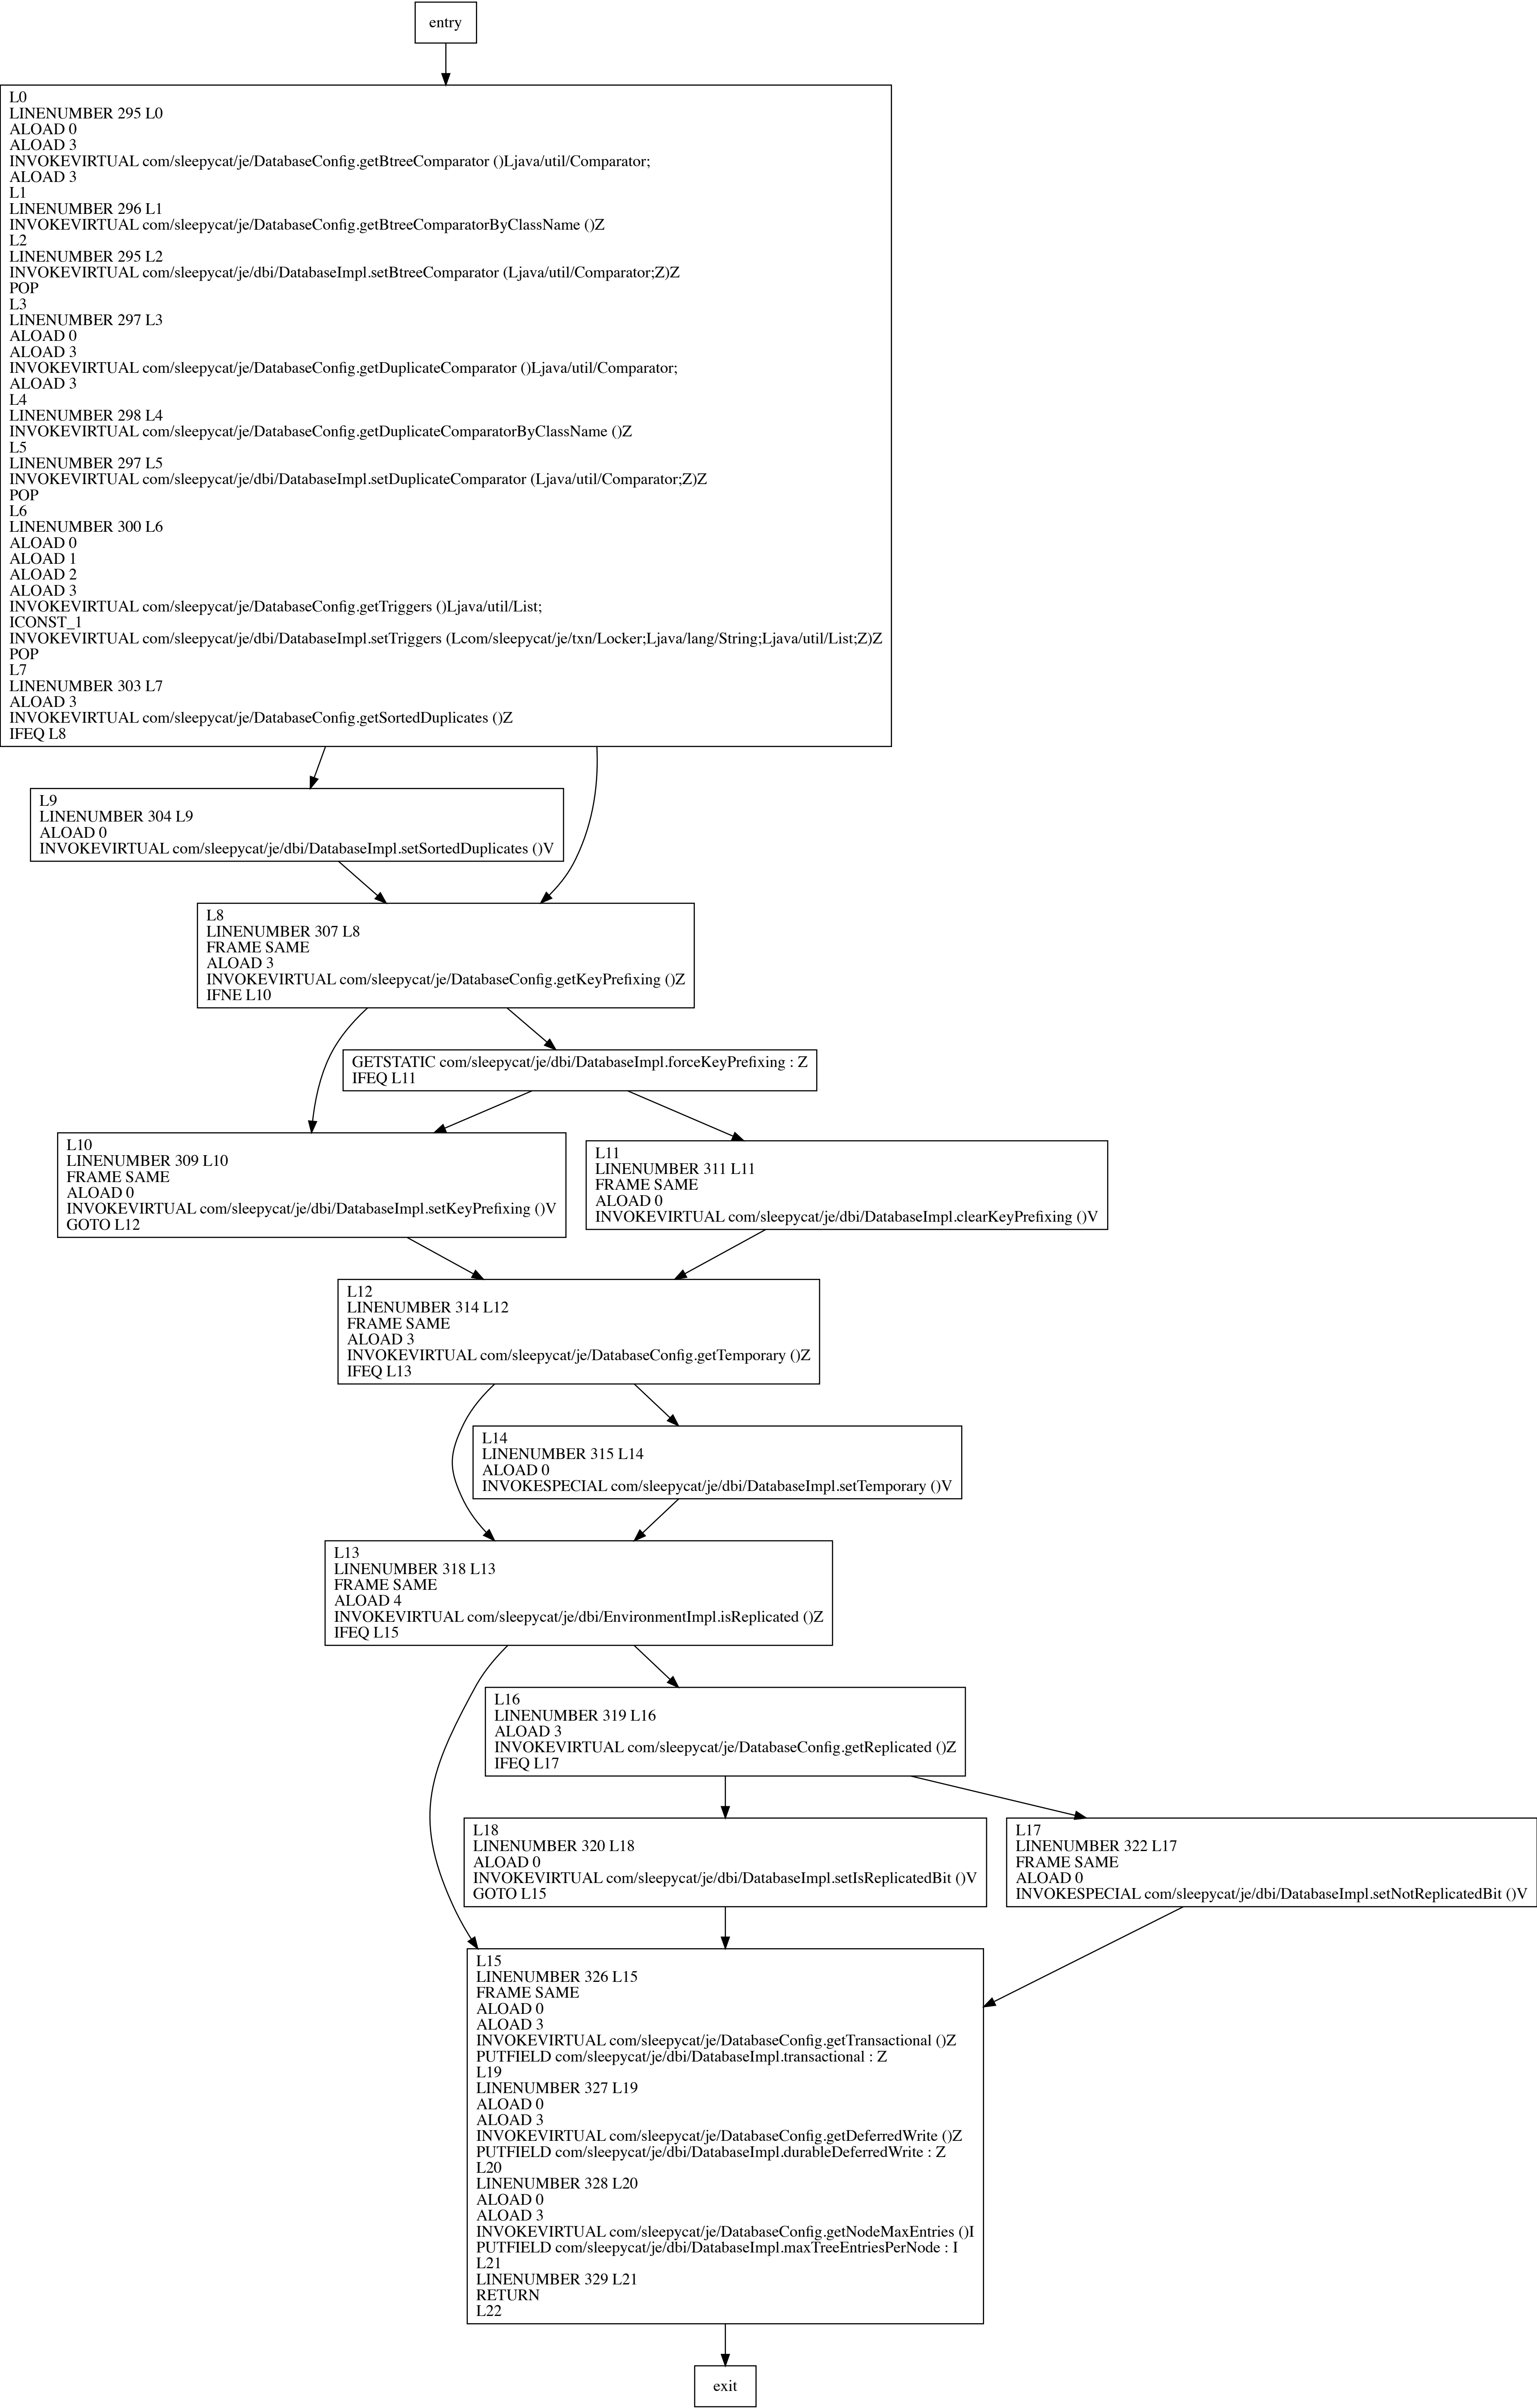 entry
L0
LINENUMBER 295 L0
ALOAD 0
ALOAD 3
INVOKEVIRTUAL com/sleepycat/je/DatabaseConfig.getBtreeComparator ()Ljava/util/Comparator;
ALOAD 3
L1
LINENUMBER 296 L1
INVOKEVIRTUAL com/sleepycat/je/DatabaseConfig.getBtreeComparatorByClassName ()Z
L2
LINENUMBER 295 L2
INVOKEVIRTUAL com/sleepycat/je/dbi/DatabaseImpl.setBtreeComparator (Ljava/util/Comparator;Z)Z
POP
L3
LINENUMBER 297 L3
ALOAD 0
ALOAD 3
INVOKEVIRTUAL com/sleepycat/je/DatabaseConfig.getDuplicateComparator ()Ljava/util/Comparator;
ALOAD 3
L4
LINENUMBER 298 L4
INVOKEVIRTUAL com/sleepycat/je/DatabaseConfig.getDuplicateComparatorByClassName ()Z
L5
LINENUMBER 297 L5
INVOKEVIRTUAL com/sleepycat/je/dbi/DatabaseImpl.setDuplicateComparator (Ljava/util/Comparator;Z)Z
POP
L6
LINENUMBER 300 L6
ALOAD 0
ALOAD 1
ALOAD 2
ALOAD 3
INVOKEVIRTUAL com/sleepycat/je/DatabaseConfig.getTriggers ()Ljava/util/List;
ICONST_1
INVOKEVIRTUAL com/sleepycat/je/dbi/DatabaseImpl.setTriggers (Lcom/sleepycat/je/txn/Locker;Ljava/lang/String;Ljava/util/List;Z)Z
POP
L7
LINENUMBER 303 L7
ALOAD 3
INVOKEVIRTUAL com/sleepycat/je/DatabaseConfig.getSortedDuplicates ()Z
IFEQ L8
L9
LINENUMBER 304 L9
ALOAD 0
INVOKEVIRTUAL com/sleepycat/je/dbi/DatabaseImpl.setSortedDuplicates ()V
L8
LINENUMBER 307 L8
FRAME SAME
ALOAD 3
INVOKEVIRTUAL com/sleepycat/je/DatabaseConfig.getKeyPrefixing ()Z
IFNE L10
GETSTATIC com/sleepycat/je/dbi/DatabaseImpl.forceKeyPrefixing : Z
IFEQ L11
L10
LINENUMBER 309 L10
FRAME SAME
ALOAD 0
INVOKEVIRTUAL com/sleepycat/je/dbi/DatabaseImpl.setKeyPrefixing ()V
GOTO L12
L11
LINENUMBER 311 L11
FRAME SAME
ALOAD 0
INVOKEVIRTUAL com/sleepycat/je/dbi/DatabaseImpl.clearKeyPrefixing ()V
L12
LINENUMBER 314 L12
FRAME SAME
ALOAD 3
INVOKEVIRTUAL com/sleepycat/je/DatabaseConfig.getTemporary ()Z
IFEQ L13
L14
LINENUMBER 315 L14
ALOAD 0
INVOKESPECIAL com/sleepycat/je/dbi/DatabaseImpl.setTemporary ()V
L13
LINENUMBER 318 L13
FRAME SAME
ALOAD 4
INVOKEVIRTUAL com/sleepycat/je/dbi/EnvironmentImpl.isReplicated ()Z
IFEQ L15
L16
LINENUMBER 319 L16
ALOAD 3
INVOKEVIRTUAL com/sleepycat/je/DatabaseConfig.getReplicated ()Z
IFEQ L17
L18
LINENUMBER 320 L18
ALOAD 0
INVOKEVIRTUAL com/sleepycat/je/dbi/DatabaseImpl.setIsReplicatedBit ()V
GOTO L15
L17
LINENUMBER 322 L17
FRAME SAME
ALOAD 0
INVOKESPECIAL com/sleepycat/je/dbi/DatabaseImpl.setNotReplicatedBit ()V
L15
LINENUMBER 326 L15
FRAME SAME
ALOAD 0
ALOAD 3
INVOKEVIRTUAL com/sleepycat/je/DatabaseConfig.getTransactional ()Z
PUTFIELD com/sleepycat/je/dbi/DatabaseImpl.transactional : Z
L19
LINENUMBER 327 L19
ALOAD 0
ALOAD 3
INVOKEVIRTUAL com/sleepycat/je/DatabaseConfig.getDeferredWrite ()Z
PUTFIELD com/sleepycat/je/dbi/DatabaseImpl.durableDeferredWrite : Z
L20
LINENUMBER 328 L20
ALOAD 0
ALOAD 3
INVOKEVIRTUAL com/sleepycat/je/DatabaseConfig.getNodeMaxEntries ()I
PUTFIELD com/sleepycat/je/dbi/DatabaseImpl.maxTreeEntriesPerNode : I
L21
LINENUMBER 329 L21
RETURN
L22
exit